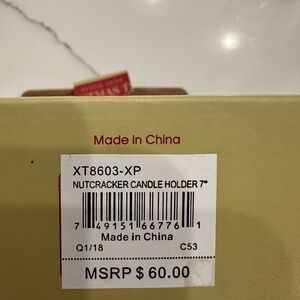 Made in China
XT8603-XP
NUTCRACKER CANDLE HOLDER 7"
7 49151 66776 1
Made in China
Q1/18 C53
MSRP $ 60.00